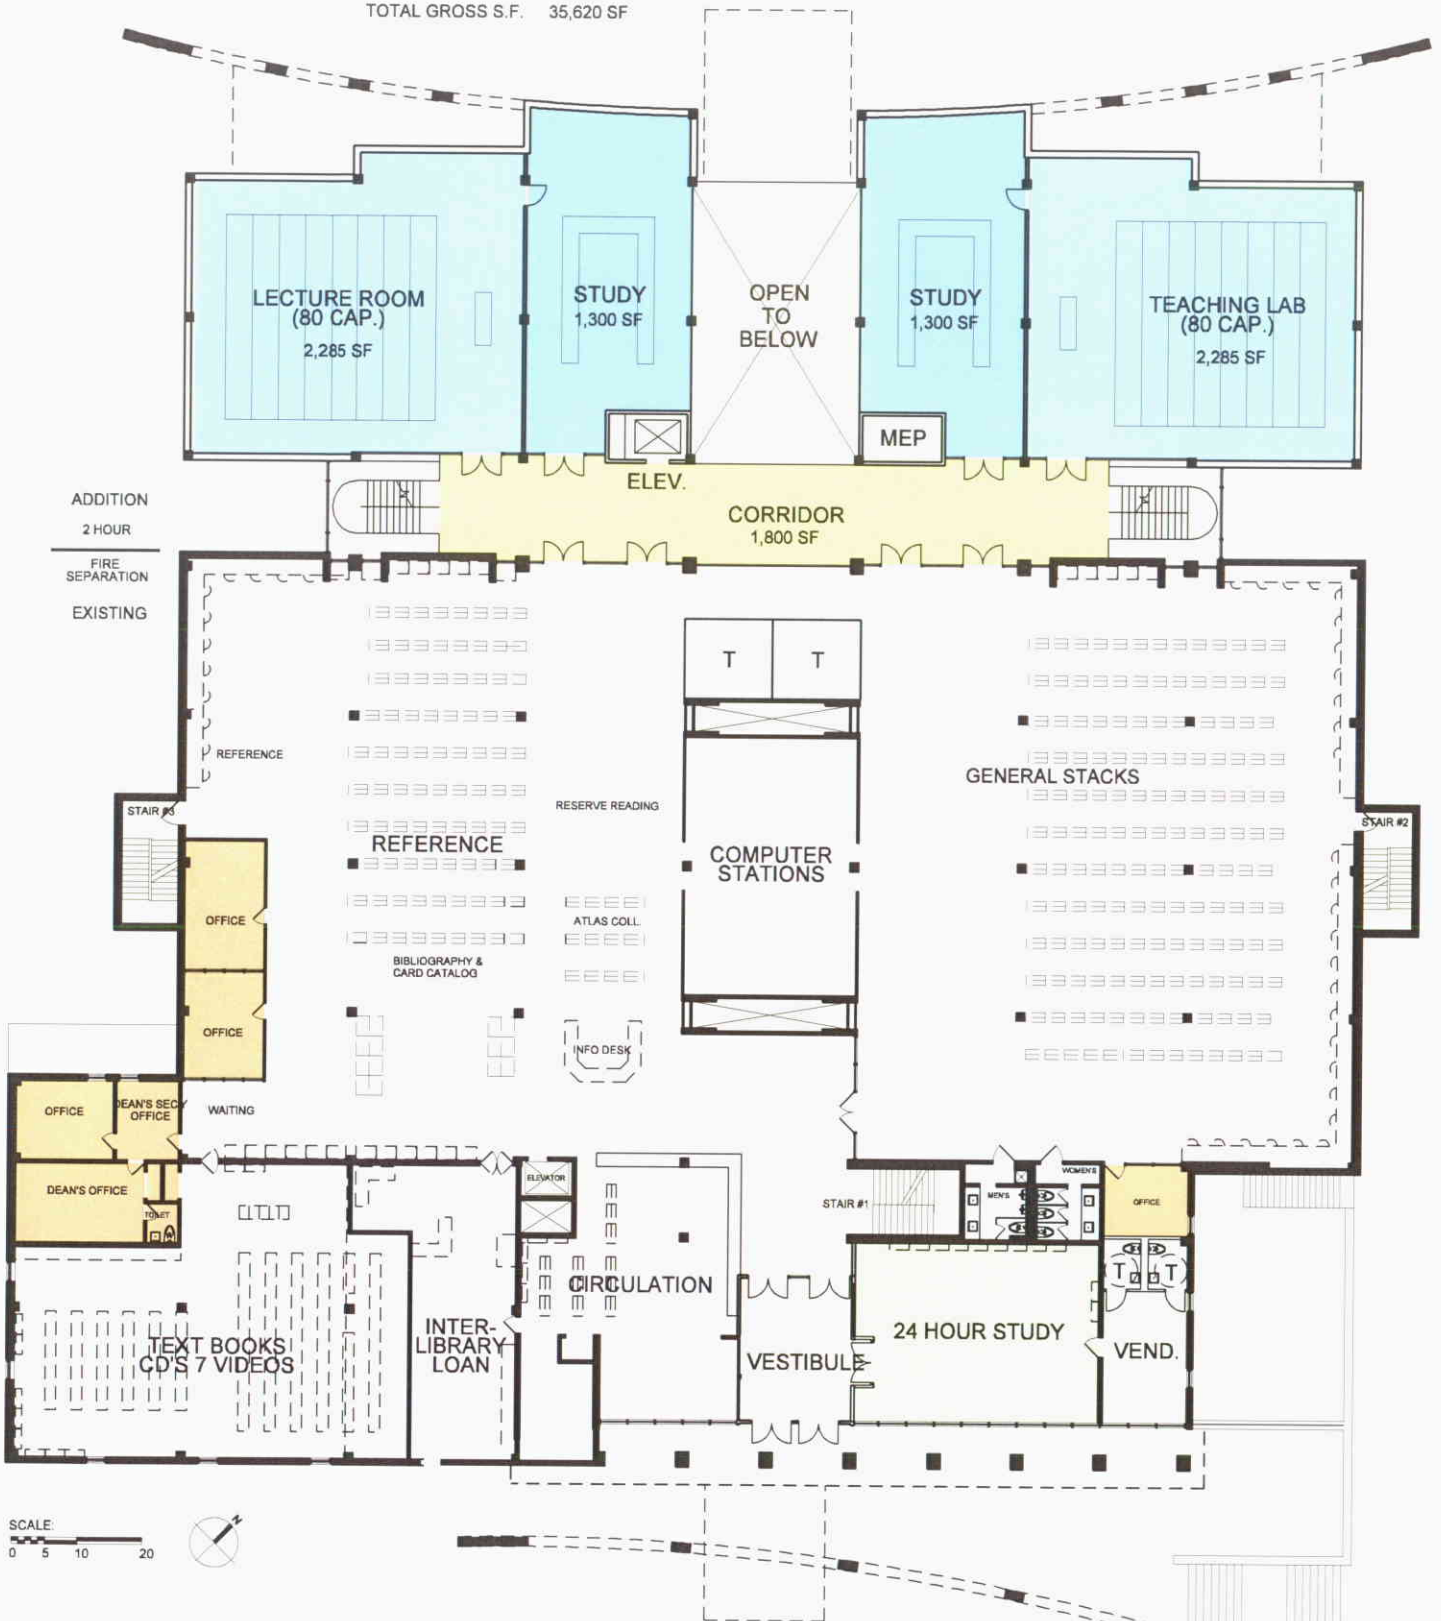 TOTAL GROSS S.F. 35,620 SF
LECTURE ROOM
(80 CAP.)
2,285 SF
STUDY
1,300 SF
OPEN
TO
BELOW
STUDY
1,300 SF
TEACHING LAB
(80 CAP.)
2,285 SF
MEP
ELEV.
CORRIDOR
1,800 SF
ADDITION
2 HOUR
FIRE
SEPARATION
EXISTING
T
T
REFERENCE
GENERAL STACKS
RESERVE READING
STAIR #3
STAIR #2
REFERENCE
COMPUTER
STATIONS
OFFICE
ATLAS COLL.
BIBLIOGRAPHY &
CARD CATALOG
OFFICE
INFO DESK
OFFICE
DEAN'S SECY
OFFICE
WAITING
DEAN'S OFFICE
TOILET
ELEVATOR
STAIR #1
MEN'S
WOMEN'S
OFFICE
CIRCULATION
T
T
TEXT BOOKS
CD'S 7 VIDEOS
INTER-
LIBRARY
LOAN
VESTIBULE
24 HOUR STUDY
VEND.
SCALE:
0 5 10 20
N